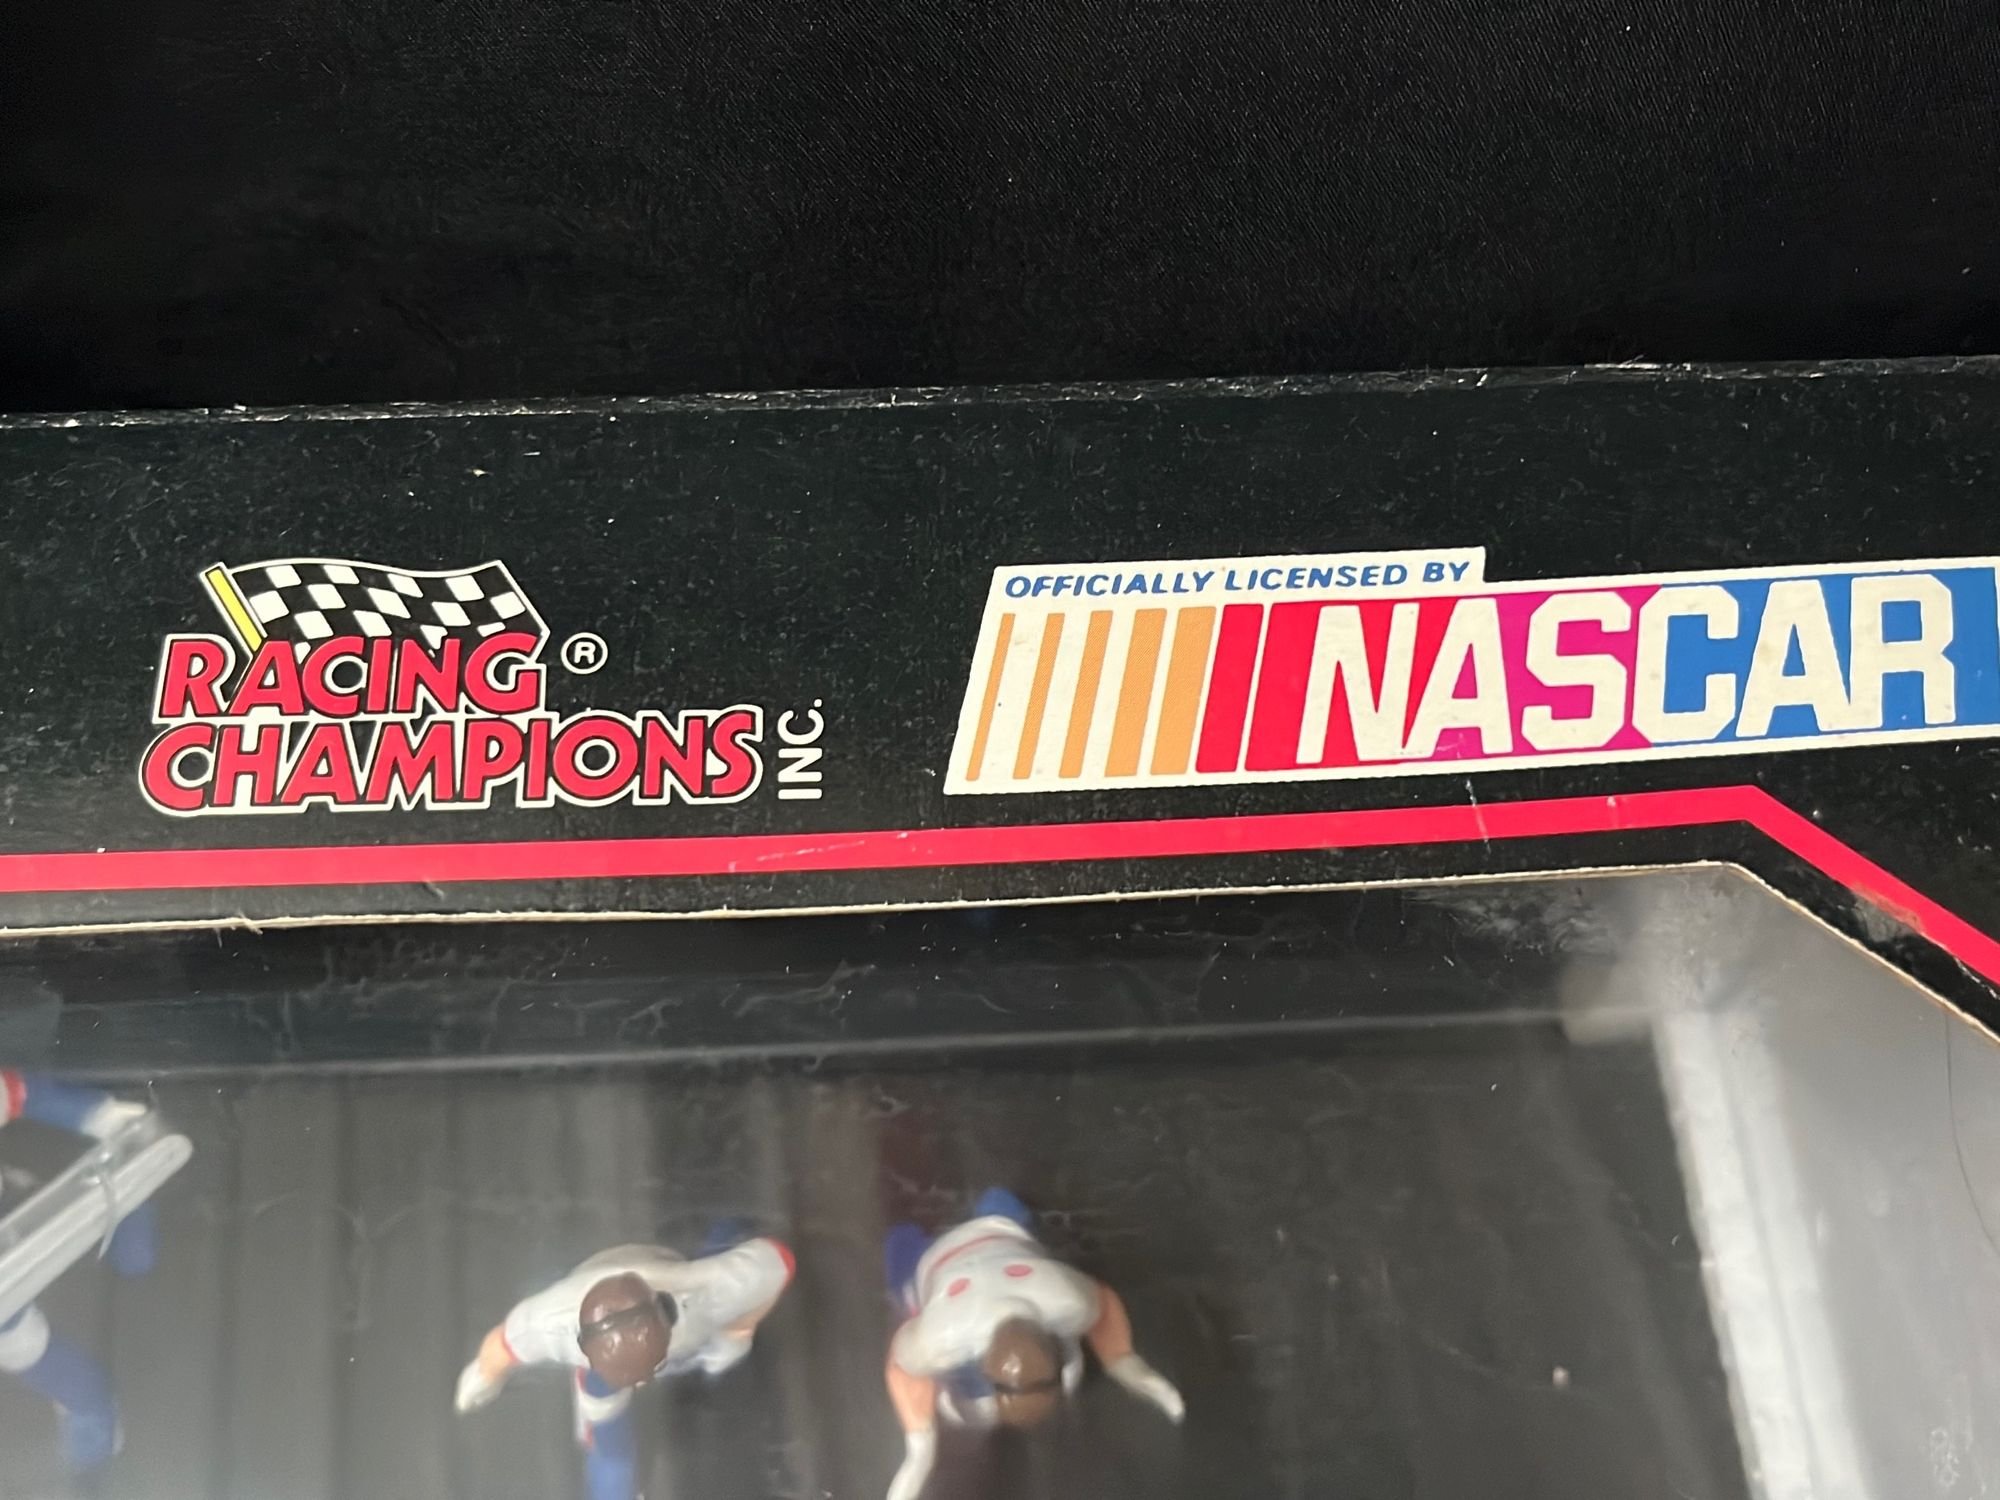 RACING ®
CHAMPIONS INC.
OFFICIALLY LICENSED BY
NASCAR